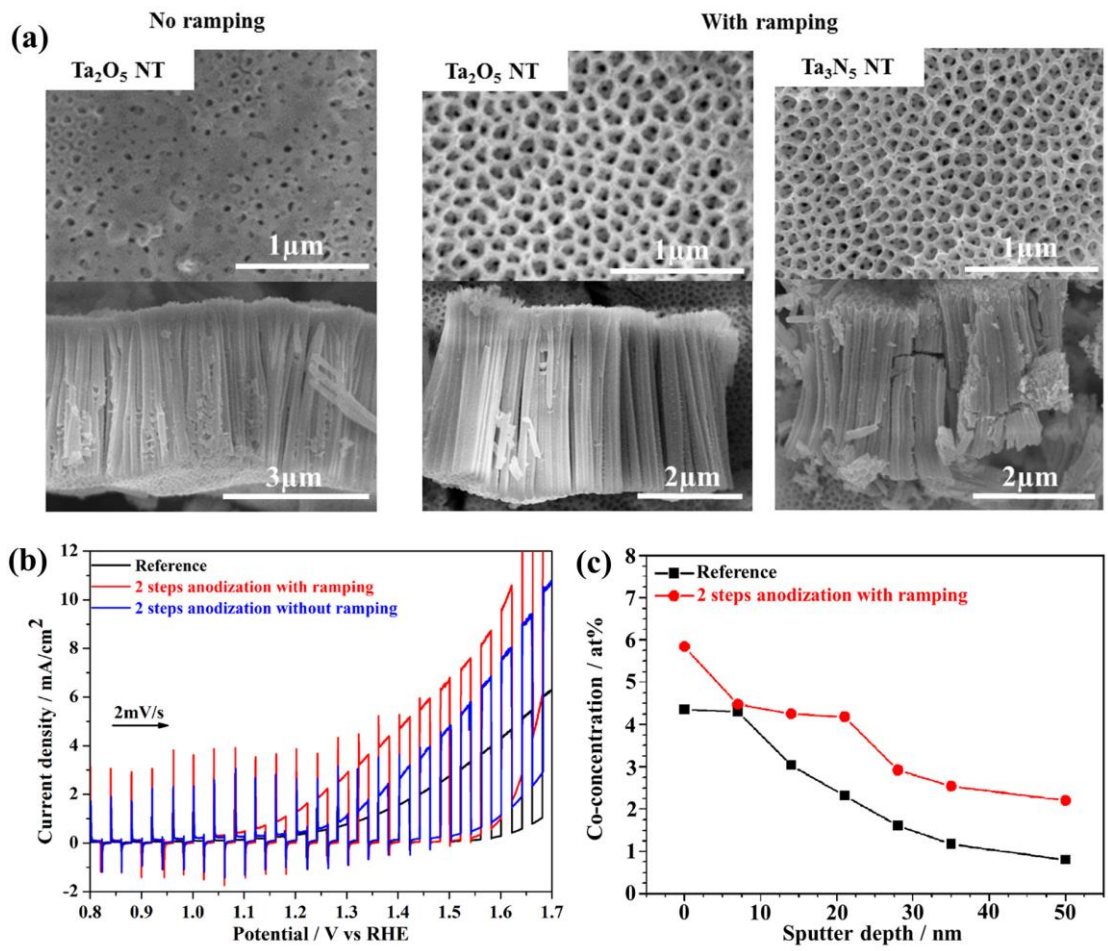 No ramping
With ramping
(a)
Ta₂O₅ NT
Ta₂O₅ NT
Ta₃N₅ NT
1μm
1μm
1μm
3μm
2μm
2μm
(b)
12
10
8
6
4
2
0
-2
Current density / mA/cm²
Reference
2 steps anodization with ramping
2 steps anodization without ramping
2mV/s
0.8 0.9 1.0 1.1 1.2 1.3 1.4 1.5 1.6 1.7
Potential / V vs RHE
(c)
8
7
6
5
4
3
2
1
0
Co-concentration / at%
Reference
2 steps anodization with ramping
0 10 20 30 40 50
Sputter depth / nm